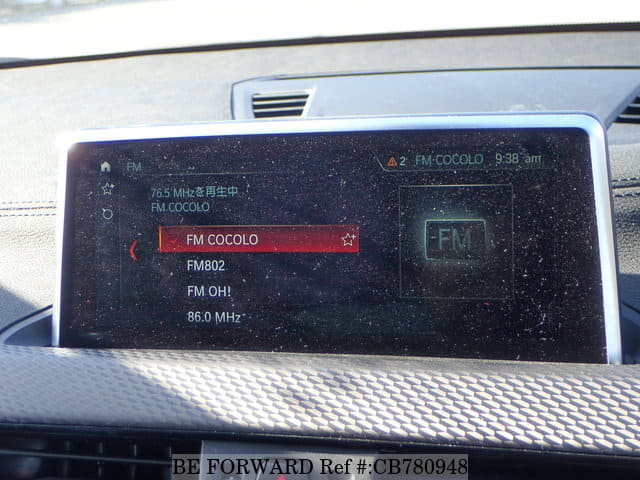 FM
2 FM COCOLO 9:38 am
76.5 MHzを再生中
FM COCOLO
FM COCOLO
FM802
FM OH!
86.0 MHz
FM
BE FORWARD Ref #:CB780948